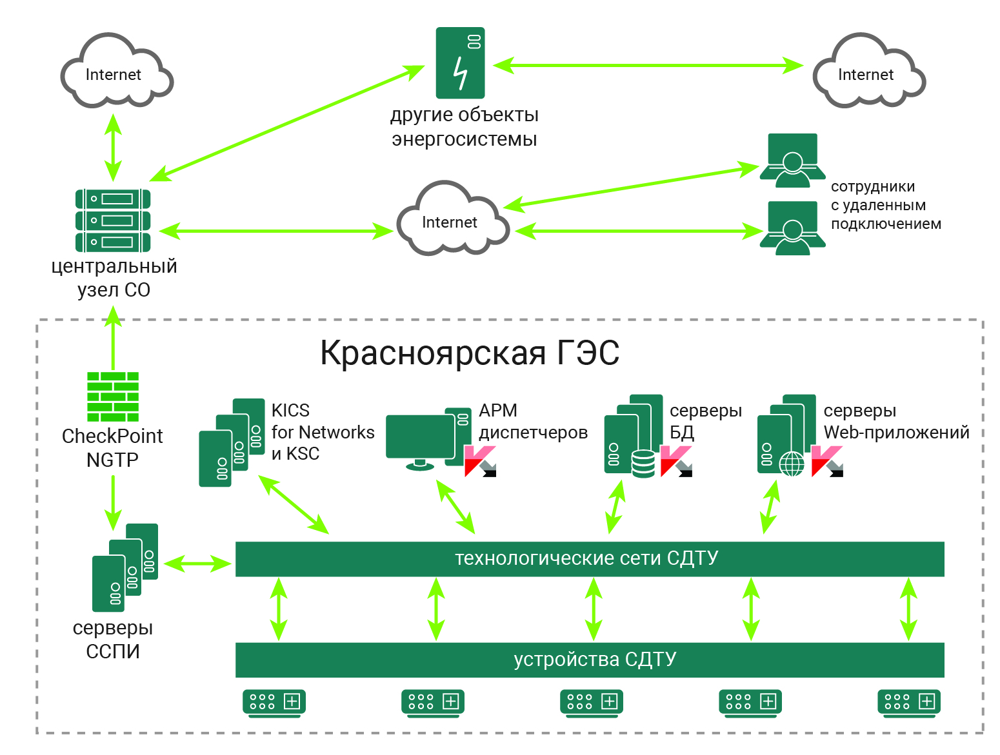 Internet
Internet
другие объекты
энергосистемы
сотрудники
с удаленным
подключением
Internet
центральный
узел СО
Красноярская ГЭС
CheckPoint
NGTP
KICS
for Networks
и KSC
АРМ
диспетчеров
серверы
БД
серверы
Web-приложений
технологические сети СДТУ
серверы
ССПИ
устройства СДТУ